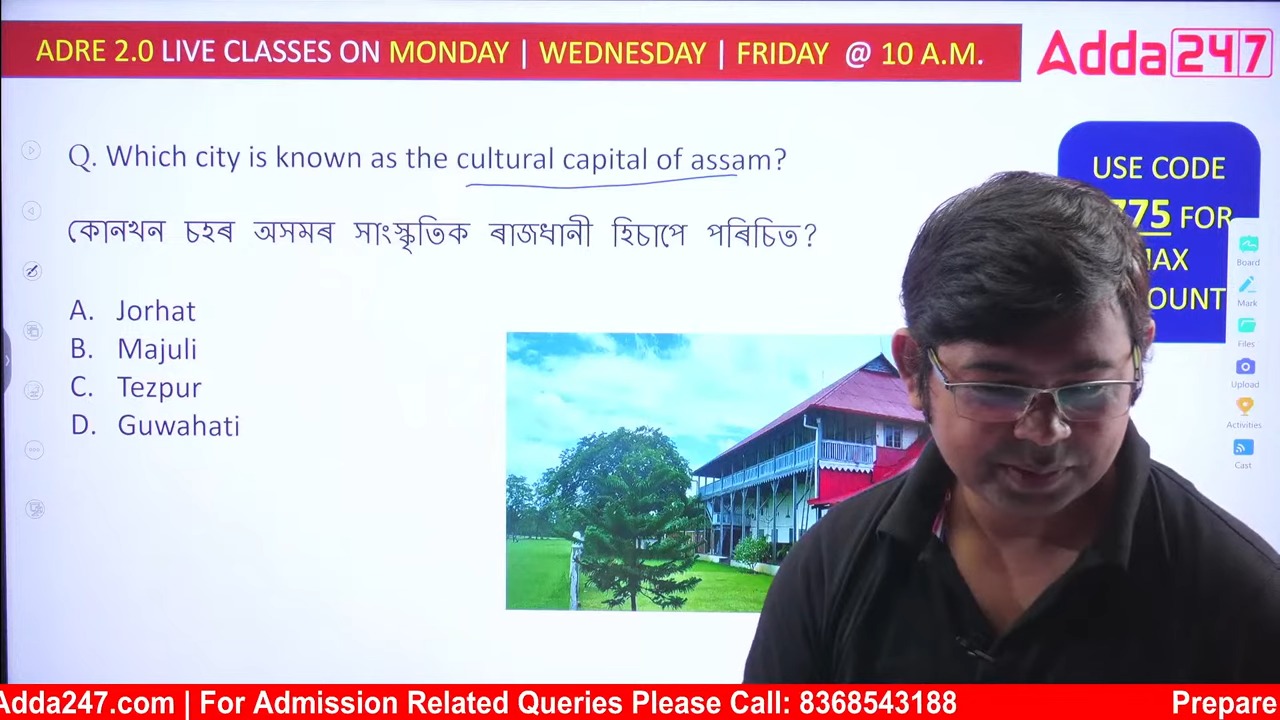 ADRE 2.0 LIVE CLASSES ON MONDAY | WEDNESDAY | FRIDAY @ 10 A.M.
Adda247
Q. Which city is known as the cultural capital of assam?
কোনখন চহৰ অসমৰ সাংস্কৃতিক ৰাজধানী হিচাপে পৰিচিত?
A. Jorhat
B. Majuli
C. Tezpur
D. Guwahati
USE CODE
775 FOR
Board
Mark
Files
Upload
Activities
Cast
Adda247.com | For Admission Related Queries Please Call: 8368543188
Prepare